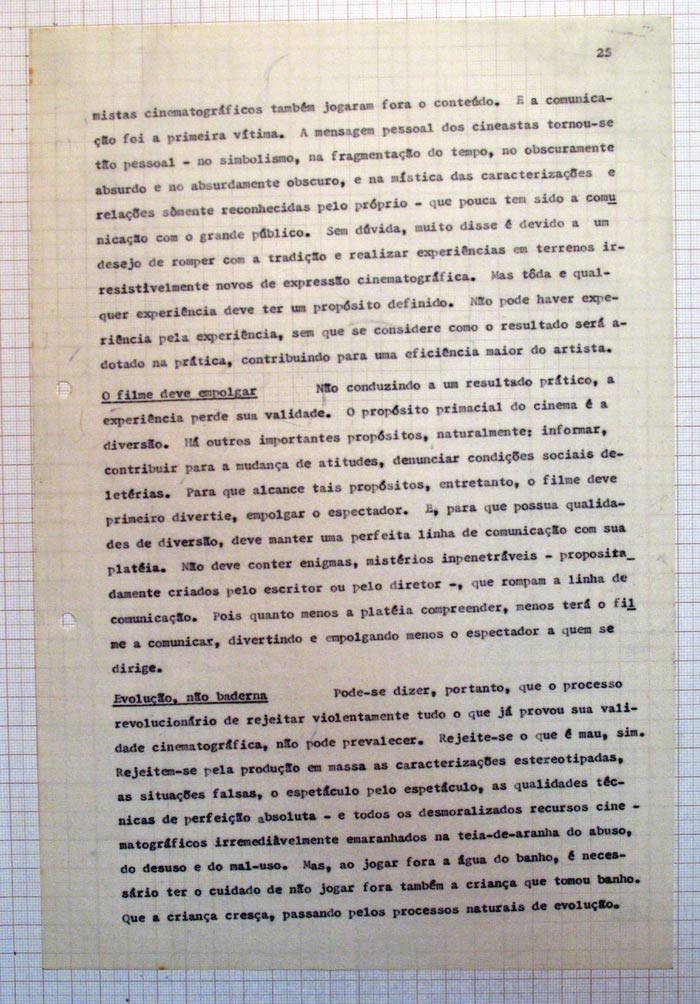 25
mistas cinematográficos também jogaram fora o conteúdo. E a comunica-
ção foi a primeira vítima. A mensagem pessoal dos cineastas tornou-se
tão pessoal - no simbolismo, na fragmentação do tempo, no obscuramente
absurdo e no absurdamente obscuro, e na mística das caracterizações e
relações sòmente reconhecidas pelo próprio - que pouca tem sido a comu
nicação com o grande público. Sem dúvida, muito disse é devido a um
desejo de romper com a tradição e realizar experiências em terrenos ir-
resistivelmente novos de expressão cinematográfica. Mas tôda e qual-
quer experiência deve ter um propósito definido. Não pode haver expe-
riência pela experiência, sem que se considere como o resultado será a-
dotado na prática, contribuindo para uma eficiência maior do artista.
O filme deve empolgar Não conduzindo a um resultado prático, a
experiência perde sua validade. O propósito primacial do cinema é a
diversão. Há outros importantes propósitos, naturalmente: informar,
contribuir para a mudança de atitudes, denunciar condições sociais de-
letérias. Para que alcance tais propósitos, entretanto, o filme deve
primeiro divertie, empolgar o espectador. E, para que possua qualida-
des de diversão, deve manter uma perfeita linha de comunicação com sua
platéia. Não deve conter enigmas, mistérios inpenetráveis - proposita_
damente criados pelo escritor ou pelo diretor -, que rompam a linha de
comunicação. Pois quanto menos a platéia compreender, menos terá o fil
me a comunicar, divertindo e empolgando menos o espectador a quem se
dirige.
Evolução, não baderna Pode-se dizer, portanto, que o processo
revolucionário de rejeitar violentamente tudo o que já provou sua vali-
dade cinematográfica, não pode prevalecer. Rejeite-se o que é mau, sim.
Rejeitem-se pela produção em massa as caracterizações estereotipadas,
as situações falsas, o espetáculo pelo espetáculo, as qualidades téc-
nicas de perfeição absoluta - e todos os desmoralizados recursos cine -
matográficos irremediàvelmente emaranhados na teia-de-aranha do abuso,
do desuso e do mal-uso. Mas, ao jogar fora a água do banho, é neces-
sário ter o cuidado de não jogar fora também a criança que tomou banho.
Que a criança cresça, passando pelos processos naturais de evolução.